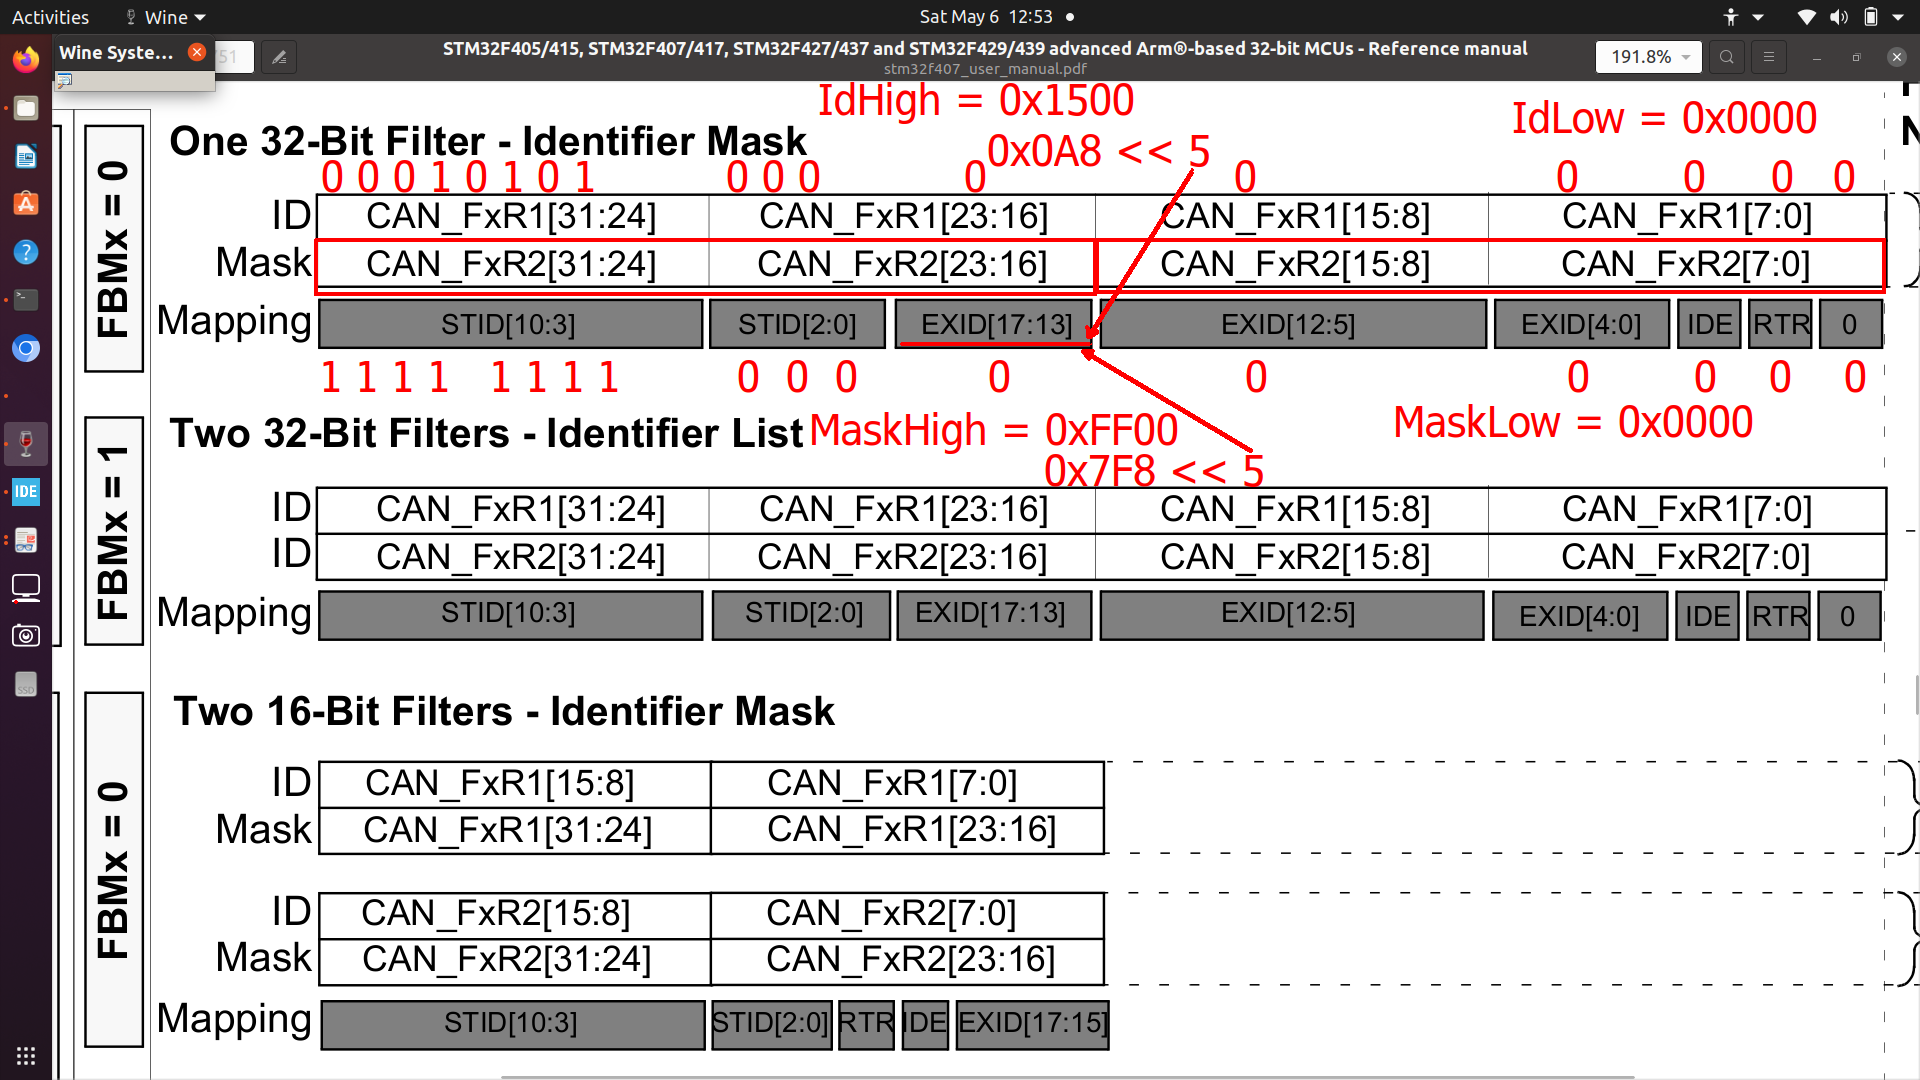 Activities Wine Sat May 6 12:53
Wine Syste... 51 STM32F405/415, STM32F407/417, STM32F427/437 and STM32F429/439 advanced Arm®-based 32-bit MCUs - Reference manual 191.8%
stm32f407_user_manual.pdf
IdHigh = 0x1500
IdLow = 0x0000
One 32-Bit Filter - Identifier Mask
0x0A8 << 5
0 0 0 1 0 1 0 1 0 0 0 0 0 0 0 0 0
FBMx = 0
ID CAN_FxR1[31:24] CAN_FxR1[23:16] CAN_FxR1[15:8] CAN_FxR1[7:0]
Mask CAN_FxR2[31:24] CAN_FxR2[23:16] CAN_FxR2[15:8] CAN_FxR2[7:0]
Mapping STID[10:3] STID[2:0] EXID[17:13] EXID[12:5] EXID[4:0] IDE RTR 0
1 1 1 1 1 1 1 1 0 0 0 0 0 0 0 0 0
Two 32-Bit Filters - Identifier List MaskHigh = 0xFF00 MaskLow = 0x0000
0x7F8 << 5
FBMx = 1
IDE
ID CAN_FxR1[31:24] CAN_FxR1[23:16] CAN_FxR1[15:8] CAN_FxR1[7:0]
ID CAN_FxR2[31:24] CAN_FxR2[23:16] CAN_FxR2[15:8] CAN_FxR2[7:0]
Mapping STID[10:3] STID[2:0] EXID[17:13] EXID[12:5] EXID[4:0] IDE RTR 0
SSD
Two 16-Bit Filters - Identifier Mask
FBMx = 0
ID CAN_FxR1[15:8] CAN_FxR1[7:0]
Mask CAN_FxR1[31:24] CAN_FxR1[23:16]
ID CAN_FxR2[15:8] CAN_FxR2[7:0]
Mask CAN_FxR2[31:24] CAN_FxR2[23:16]
Mapping STID[10:3] STID[2:0] RTR IDE EXID[17:15]